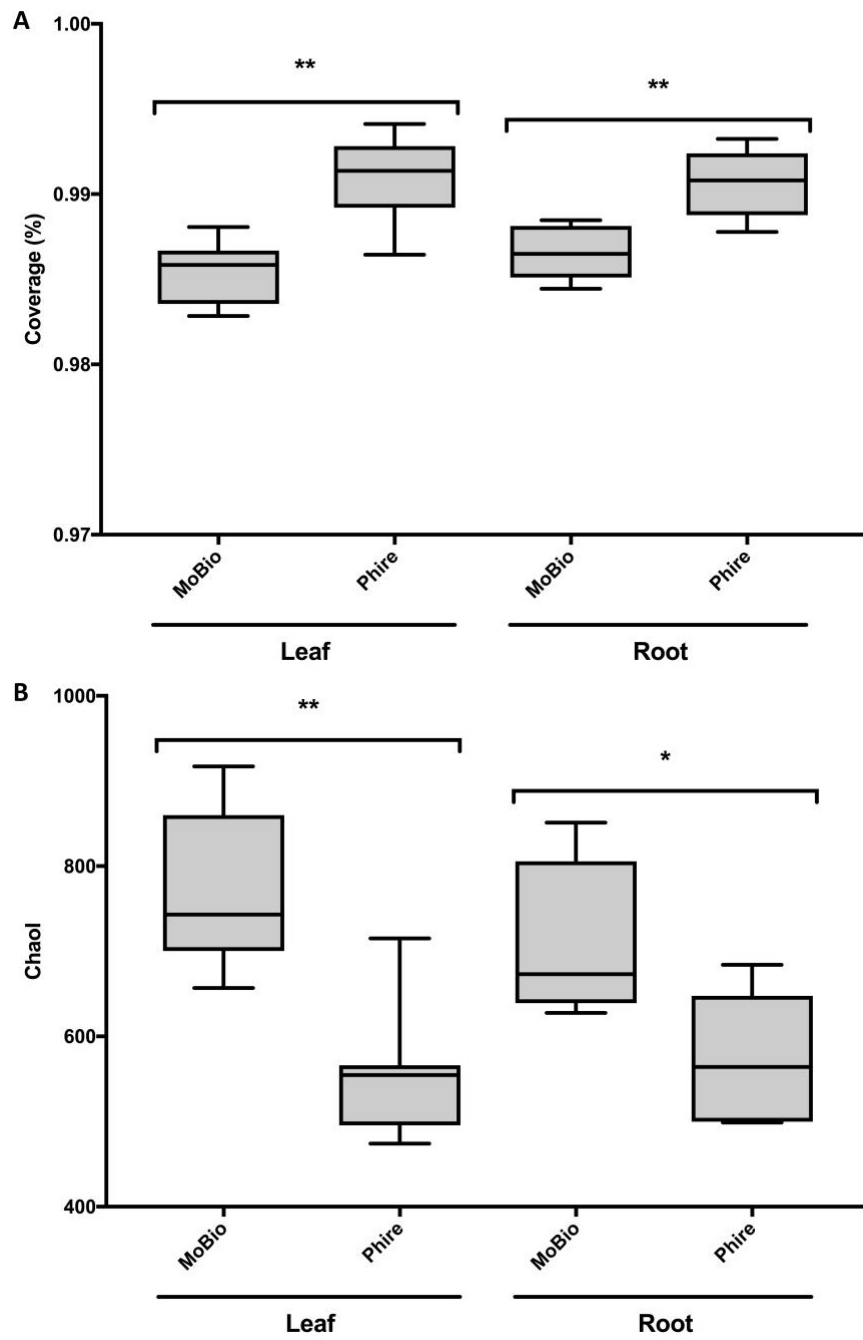 A
1.00
**
**
0.99
Coverage (%)
0.98
0.97
MoBio Phire MoBio Phire
Leaf Root
B
1000
**
*
800
Chaol
600
400
MoBio Phire MoBio Phire
Leaf Root